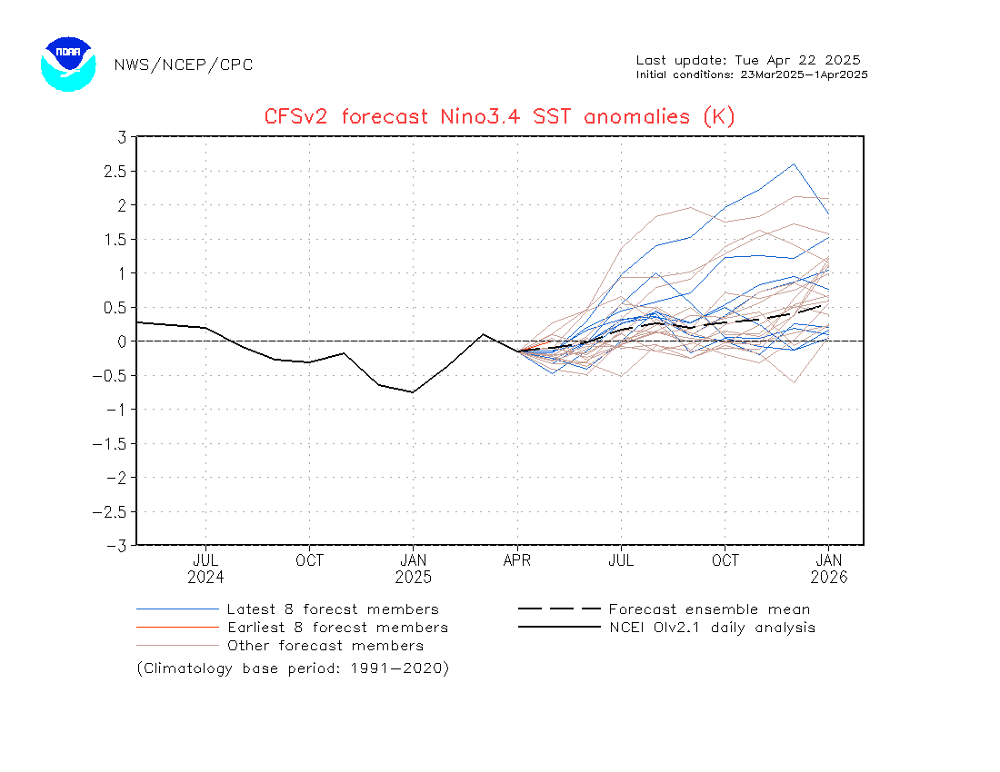 NOAA
NWS/NCEP/CPC
Last update: Tue Apr 22 2025
Initial conditions: 23Mar2025-1Apr2025
CFSv2 forecast Nino3.4 SST anomalies (K)
3
2.5
2
1.5
1
0.5
0
-0.5
-1
-1.5
-2
-2.5
-3
JUL OCT JAN APR JUL OCT JAN
2024 2025 2026
Latest 8 forecst members
Forecast ensemble mean
Earliest 8 forecst members
NCEI OIv2.1 daily analysis
Other forecast members
(Climatology base period: 1991-2020)